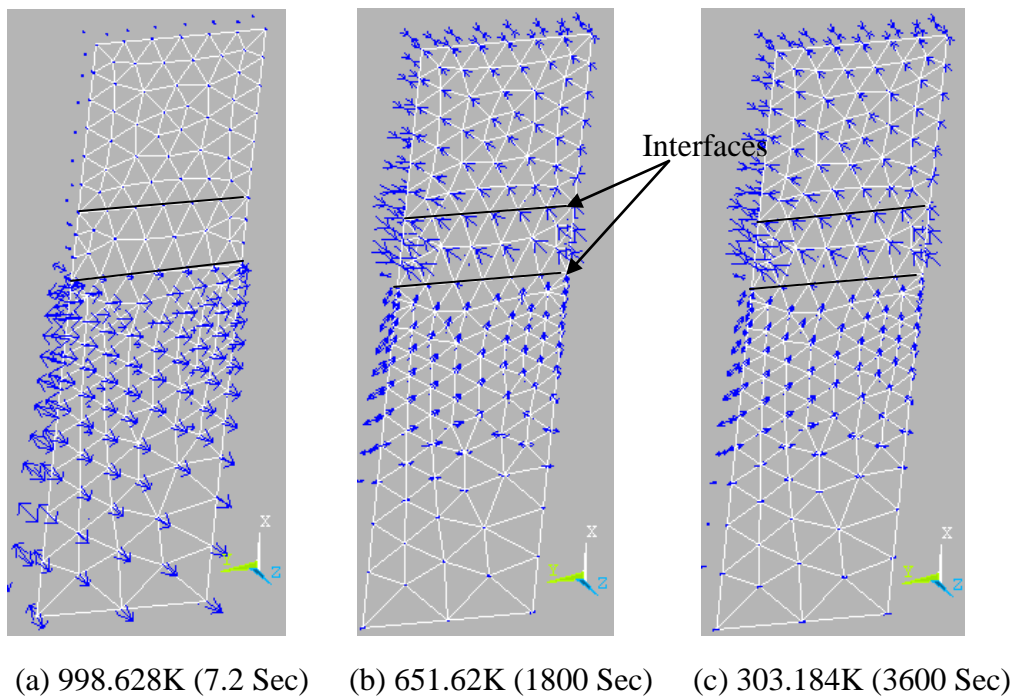 Interfaces
X
Y
Z
X
Y
Z
X
Y
Z
(a) 998.628K (7.2 Sec) (b) 651.62K (1800 Sec) (c) 303.184K (3600 Sec)